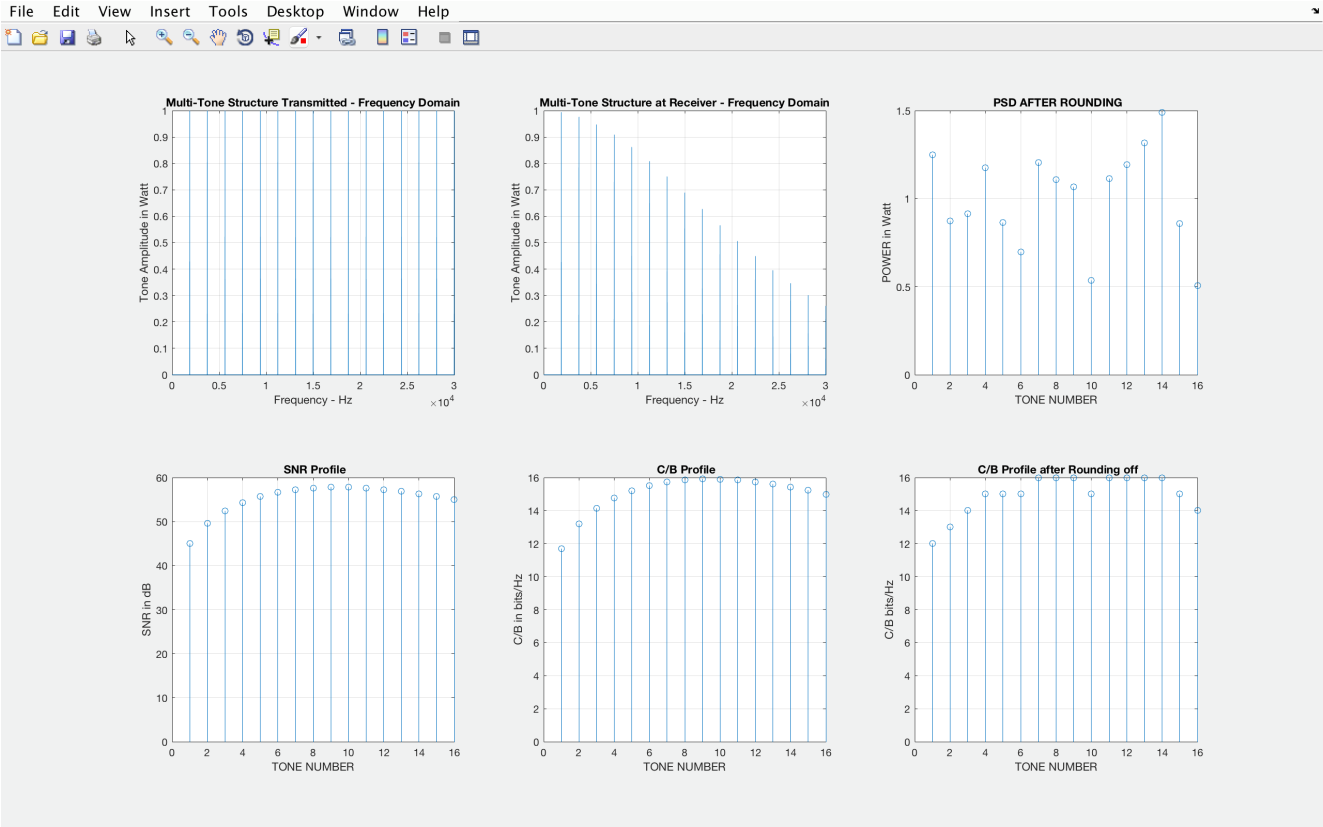 File Edit View Insert Tools Desktop Window Help
Multi-Tone Structure Transmitted - Frequency Domain
1
0.9
0.8
0.7
0.6
0.5
0.4
0.3
0.2
0.1
0
Tone Amplitude in Watt
0 0.5 1 1.5 2 2.5 3
Frequency - Hz
×10^4
Multi-Tone Structure at Receiver - Frequency Domain
1
0.9
0.8
0.7
0.6
0.5
0.4
0.3
0.2
0.1
0
Tone Amplitude in Watt
0 0.5 1 1.5 2 2.5 3
Frequency - Hz
×10^4
PSD AFTER ROUNDING
1.5
1
0.5
0
POWER in Watt
0 2 4 6 8 10 12 14 16
TONE NUMBER
SNR Profile
60
50
40
30
20
10
0
SNR in dB
0 2 4 6 8 10 12 14 16
TONE NUMBER
C/B Profile
16
14
12
10
8
6
4
2
0
C/B in bits/Hz
0 2 4 6 8 10 12 14 16
TONE NUMBER
C/B Profile after Rounding off
16
14
12
10
8
6
4
2
0
C/B bits/Hz
0 2 4 6 8 10 12 14 16
TONE NUMBER